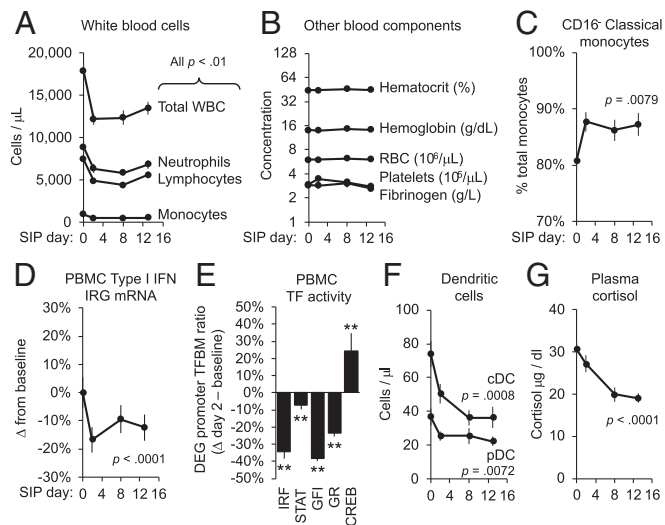 A
White blood cells
Cells / µL
20,000
15,000
10,000
5,000
0
All p < .01
Total WBC
Neutrophils
Lymphocytes
Monocytes
SIP day: 0 4 8 12 16
B
Other blood components
Concentration
128
64
32
16
8
4
2
1
Hematocrit (%)
Hemoglobin (g/dL)
RBC (10⁶/µL)
Platelets (10⁵/µL)
Fibrinogen (g/L)
SIP day: 0 4 8 12 16
C
CD16⁻ Classical
monocytes
% total monocytes
100%
90%
80%
70%
p = .0079
SIP day: 0 4 8 12 16
D
PBMC Type I IFN
IRG mRNA
Δ from baseline
30%
20%
10%
0%
-10%
-20%
-30%
p <.0001
SIP day: 0 4 8 12 16
E
PBMC
TF activity
DEG promoter TFBM ratio
(Δ day 2 – baseline)
50%
40%
30%
20%
10%
0%
-10%
-20%
-30%
-40%
-50%
**
**
**
**
**
IRF
STAT
GFI
GR
CREB
F
Dendritic
cells
Cells / µl
100
80
60
40
20
0
cDC
p = .0008
pDC
p = .0072
0 4 8 12 16
G
Plasma
cortisol
Cortisol µg / dl
40
30
20
10
0
p <.0001
0 4 8 12 16